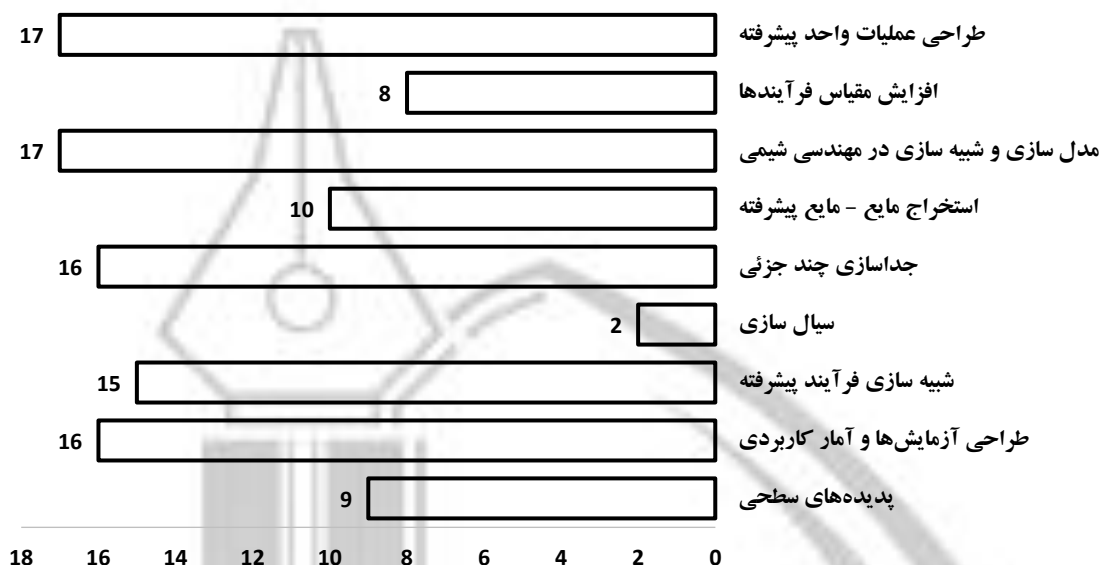 طراحی عملیات واحد پیشرفته 17
افزایش مقیاس فرآیندها 8
مدل سازی و شبیه سازی در مهندسی شیمی 17
استخراج مایع - مایع پیشرفته 10
جداسازی چند جزئی 16
سیال سازی 2
شبیه سازی فرآیند پیشرفته 15
طراحی آزمایش‌ها و آمار کاربردی 16
پدیده‌های سطحی 9
18 16 14 12 10 8 6 4 2 0